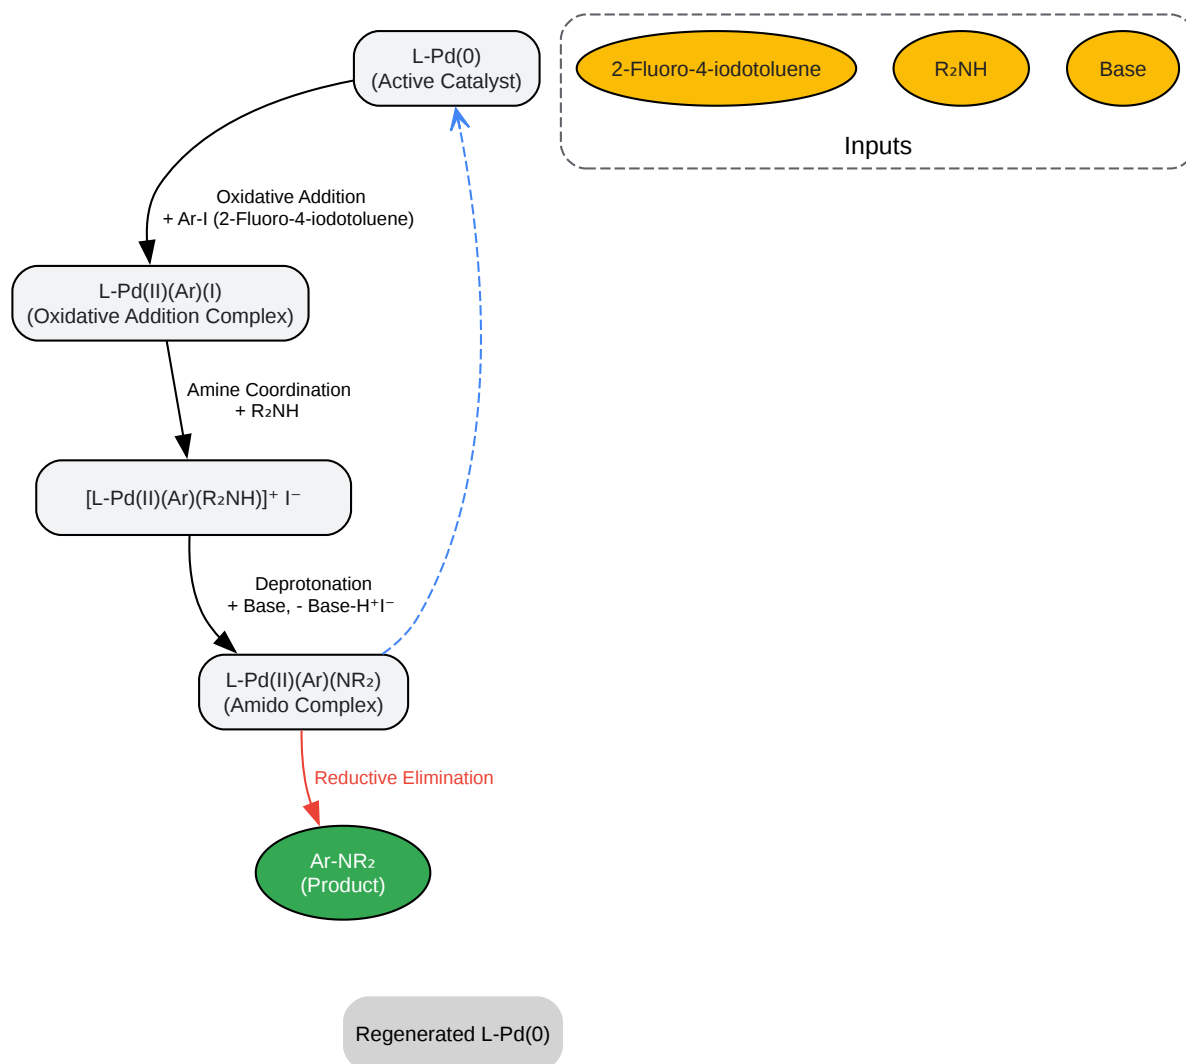 L-Pd(0)
(Active Catalyst)
2-Fluoro-4-iodotoluene
R₂NH
Base
Inputs
Oxidative Addition
+ Ar-I (2-Fluoro-4-iodotoluene)
L-Pd(II)(Ar)(I)
(Oxidative Addition Complex)
Amine Coordination
+ R₂NH
[L-Pd(II)(Ar)(R₂NH)]⁺ I⁻
Deprotonation
+ Base, - Base-H⁺I⁻
L-Pd(II)(Ar)(NR₂)
(Amido Complex)
Reductive Elimination
Ar-NR₂
(Product)
Regenerated L-Pd(0)